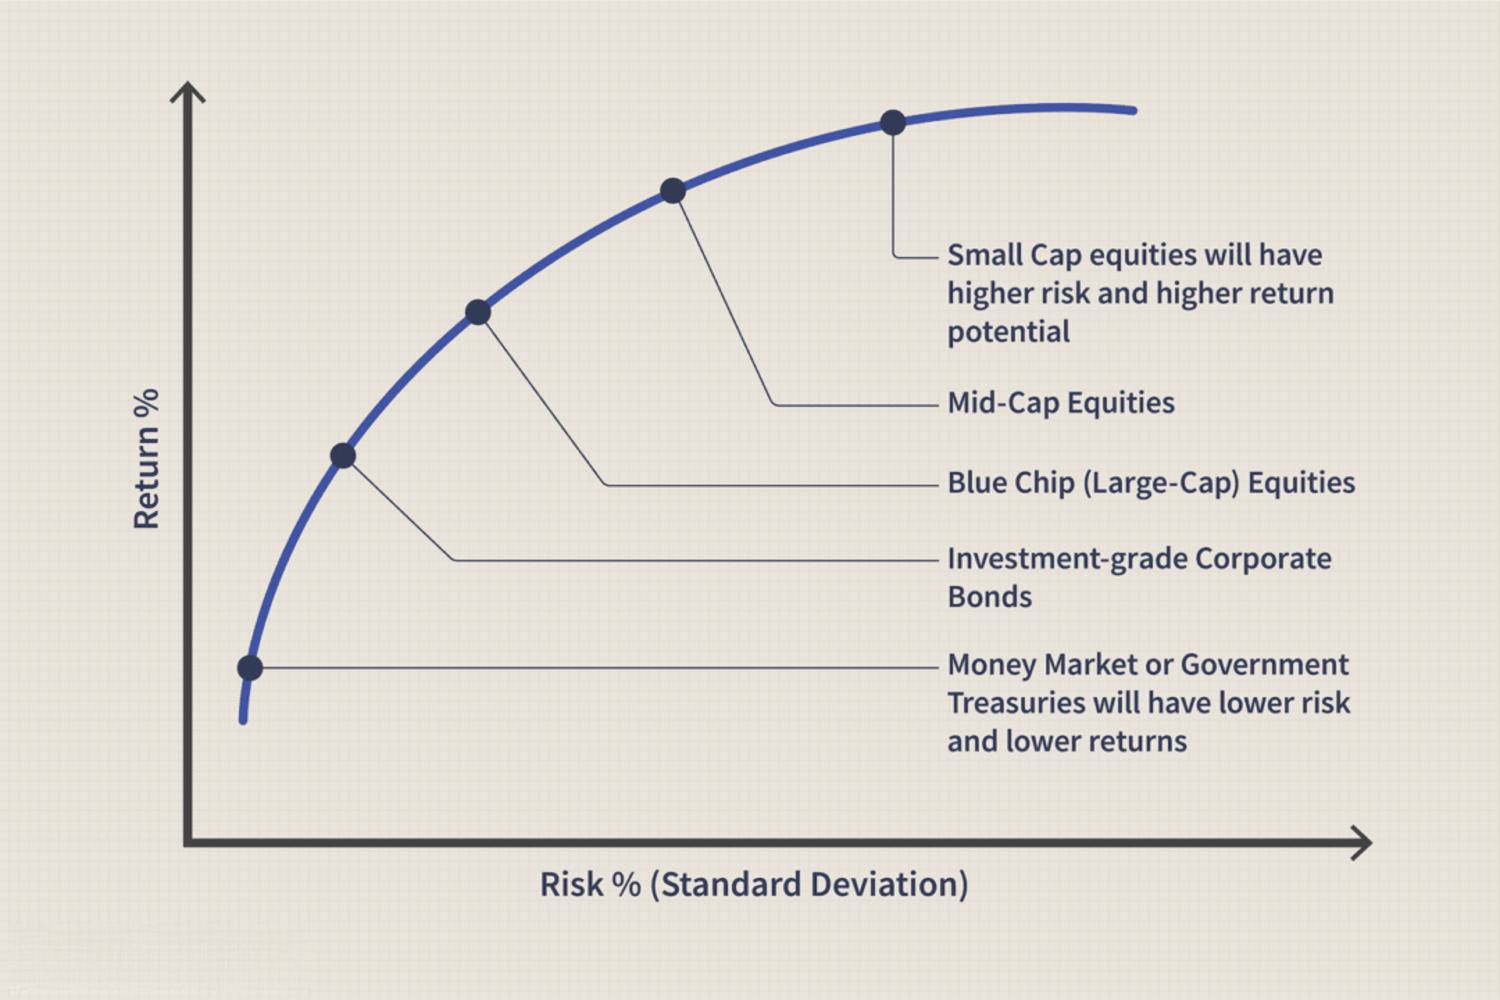 Small Cap equities will have
higher risk and higher return
potential
Mid-Cap Equities
Blue Chip (Large-Cap) Equities
Investment-grade Corporate
Bonds
Money Market or Government
Treasuries will have lower risk
and lower returns
Return %
Risk % (Standard Deviation)